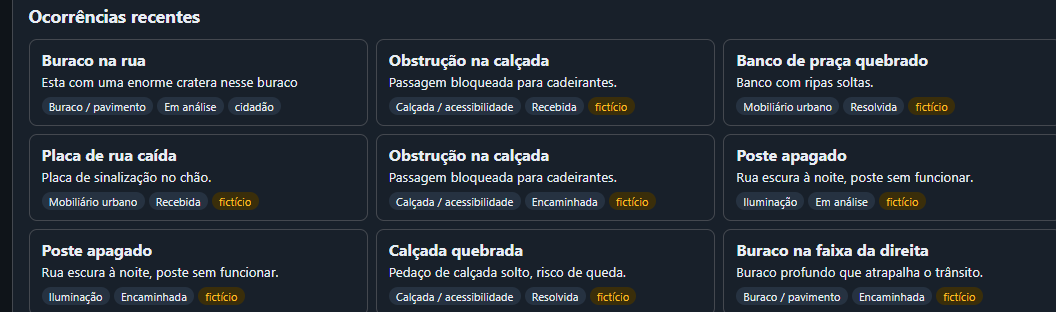 Ocorrências recentes
Buraco na rua
Esta com uma enorme cratera nesse buraco
Buraco / pavimento Em análise cidadão
Obstrução na calçada
Passagem bloqueada para cadeirantes.
Calçada / acessibilidade Recebida fictício
Banco de praça quebrado
Banco com ripas soltas.
Mobiliário urbano Resolvida fictício
Placa de rua caída
Placa de sinalização no chão.
Mobiliário urbano Recebida fictício
Obstrução na calçada
Passagem bloqueada para cadeirantes.
Calçada / acessibilidade Encaminhada fictício
Poste apagado
Rua escura à noite, poste sem funcionar.
Iluminação Em análise fictício
Poste apagado
Rua escura à noite, poste sem funcionar.
Iluminação Encaminhada fictício
Calçada quebrada
Pedaço de calçada solto, risco de queda.
Calçada / acessibilidade Resolvida fictício
Buraco na faixa da direita
Buraco profundo que atrapalha o trânsito.
Buraco / pavimento Encaminhada fictício